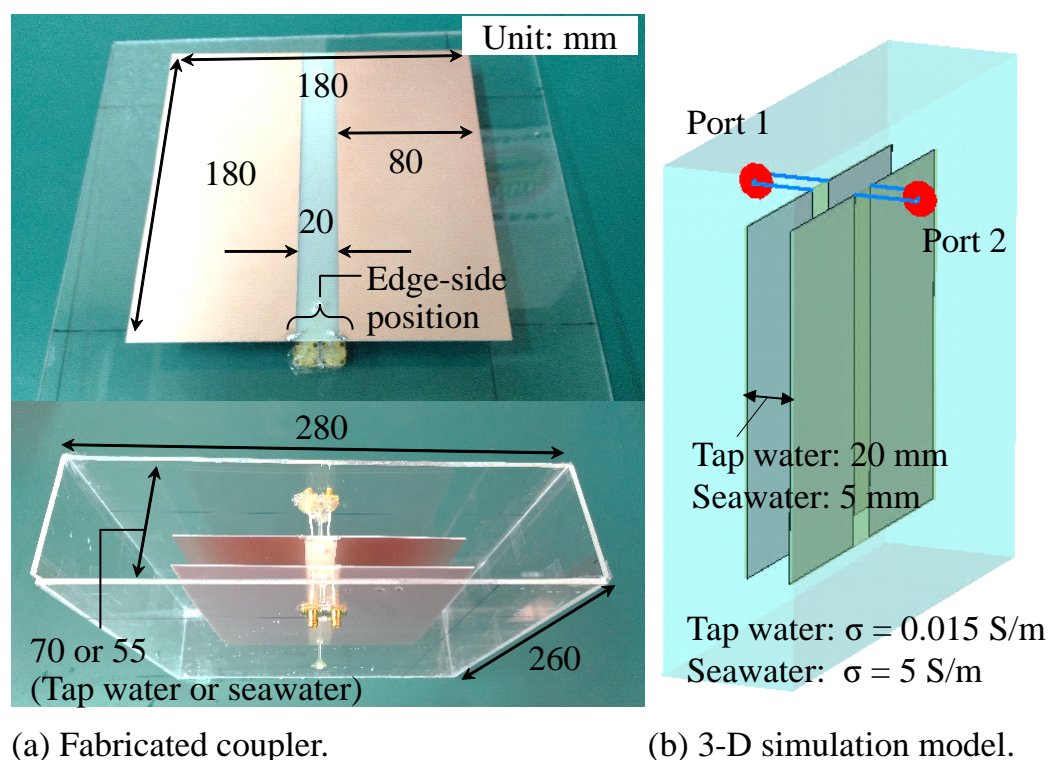 Unit: mm
180
180
80
20
Edge-side
position
280
70 or 55
(Tap water or seawater)
260
(a) Fabricated coupler.
Port 1
Port 2
Tap water: 20 mm
Seawater: 5 mm
Tap water: σ = 0.015 S/m
Seawater: σ = 5 S/m
(b) 3-D simulation model.